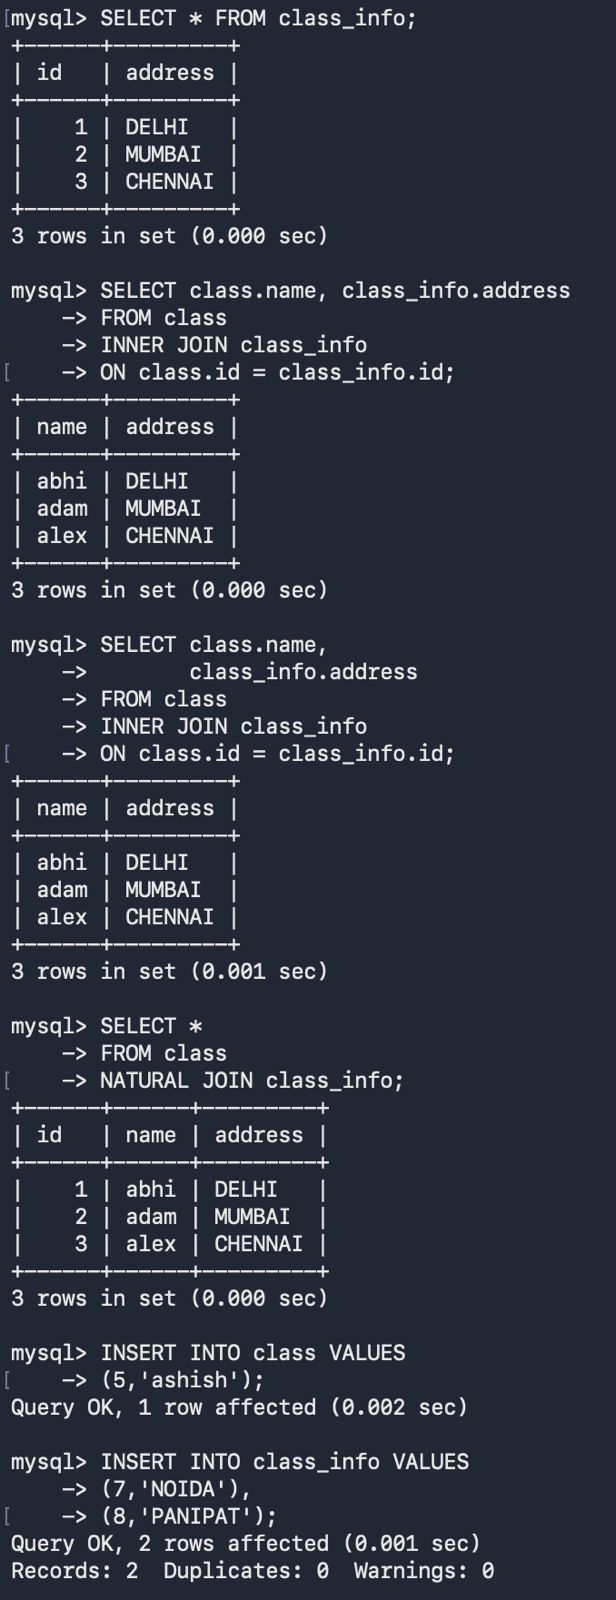 [mysql> SELECT * FROM class_info;
+------+---------+
| id   | address |
+------+---------+
|    1 | DELHI   |
|    2 | MUMBAI  |
|    3 | CHENNAI |
+------+---------+
3 rows in set (0.000 sec)

mysql> SELECT class.name, class_info.address
    -> FROM class
    -> INNER JOIN class_info
[    -> ON class.id = class_info.id;
+------+---------+
| name | address |
+------+---------+
| abhi | DELHI   |
| adam | MUMBAI  |
| alex | CHENNAI |
+------+---------+
3 rows in set (0.000 sec)

mysql> SELECT class.name,
    ->        class_info.address
    -> FROM class
    -> INNER JOIN class_info
[    -> ON class.id = class_info.id;
+------+---------+
| name | address |
+------+---------+
| abhi | DELHI   |
| adam | MUMBAI  |
| alex | CHENNAI |
+------+---------+
3 rows in set (0.001 sec)

mysql> SELECT *
    -> FROM class
[    -> NATURAL JOIN class_info;
+------+------+---------+
| id   | name | address |
+------+------+---------+
|    1 | abhi | DELHI   |
|    2 | adam | MUMBAI  |
|    3 | alex | CHENNAI |
+------+------+---------+
3 rows in set (0.000 sec)

mysql> INSERT INTO class VALUES
[    -> (5,'ashish');
Query OK, 1 row affected (0.002 sec)

mysql> INSERT INTO class_info VALUES
    -> (7,'NOIDA'),
[    -> (8,'PANIPAT');
Query OK, 2 rows affected (0.001 sec)
Records: 2  Duplicates: 0  Warnings: 0